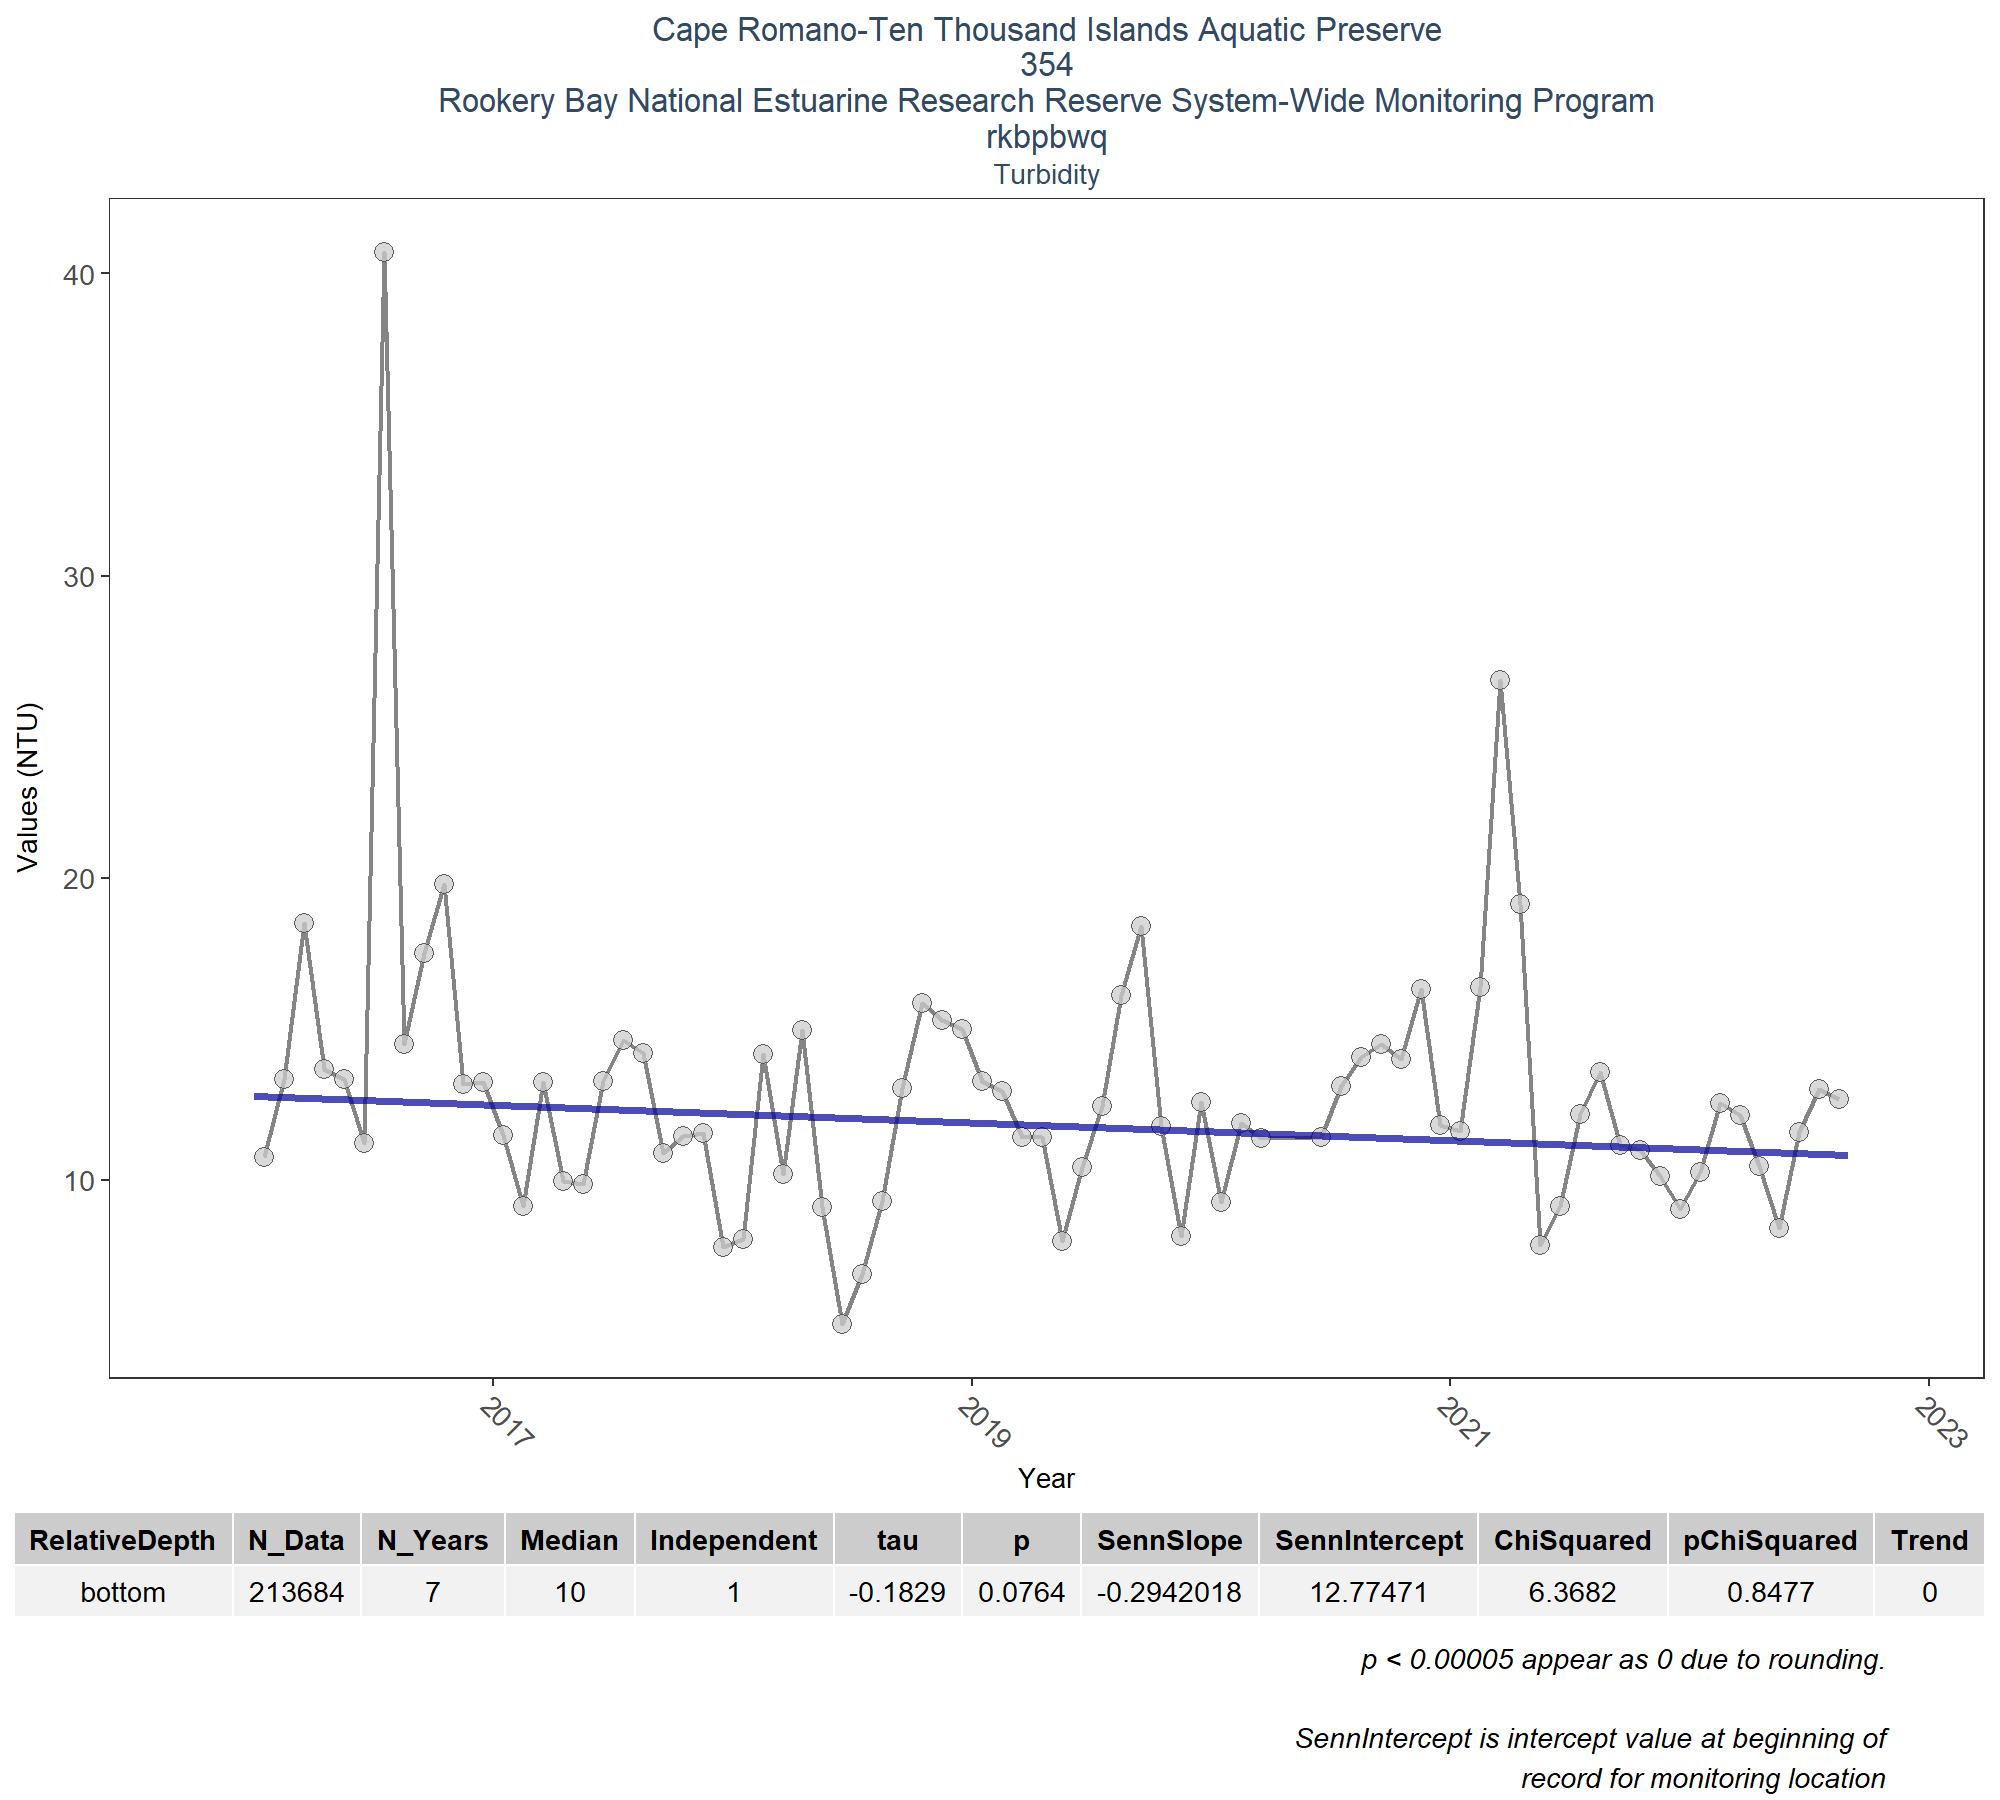 Cape Romano-Ten Thousand Islands Aquatic Preserve
354
Rookery Bay National Estuarine Research Reserve System-Wide Monitoring Program
rkbpbwq
Turbidity
40
30
20
10
Values (NTU)
2017 2019 2021 2023
Year
RelativeDepth N_Data N_Years Median Independent tau p SennSlope SennIntercept ChiSquared pChiSquared Trend
bottom 213684 7 10 1 -0.1829 0.0764 -0.2942018 12.77471 6.3682 0.8477 0
p < 0.00005 appear as 0 due to rounding.
SennIntercept is intercept value at beginning of
record for monitoring location